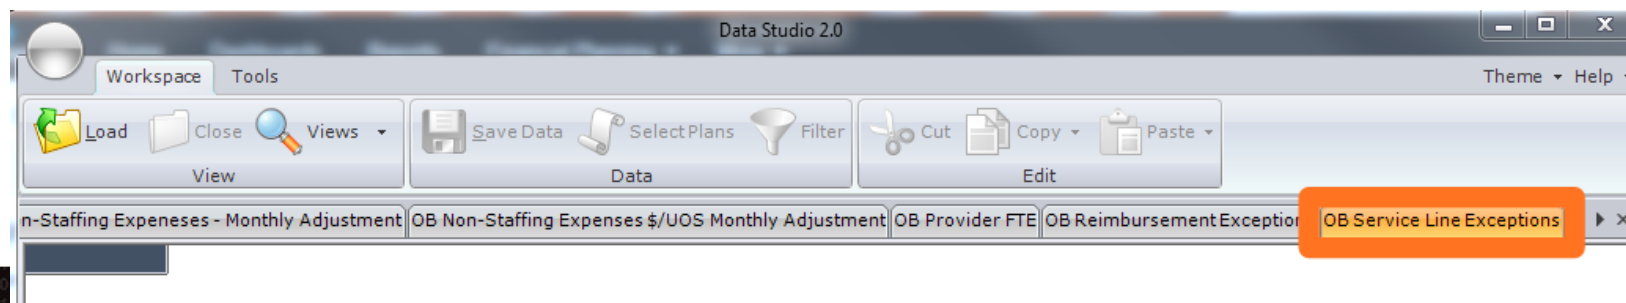 Data Studio 2.0
Workspace Tools Theme Help
Load Close Views Save Data Select Plans Filter Cut Copy Paste
View Data Edit
n-Staffing Expeneses - Monthly Adjustment OB Non-Staffing Expenses $/UOS Monthly Adjustment OB Provider FTE OB Reimbursement Exception OB Service Line Exceptions